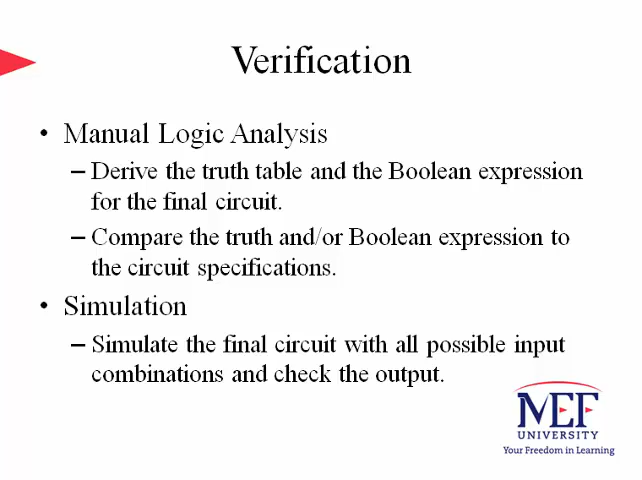 Verification
• Manual Logic Analysis
– Derive the truth table and the Boolean expression
for the final circuit.
– Compare the truth and/or Boolean expression to
the circuit specifications.
• Simulation
– Simulate the final circuit with all possible input
combinations and check the output.
MEF
UNIVERSITY
Your Freedom in Learning